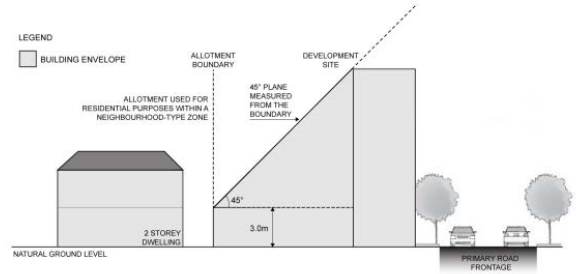 LEGEND
BUILDING ENVELOPE
ALLOTMENT
BOUNDARY
DEVELOPMENT
SITE
ALLOTMENT USED FOR
RESIDENTIAL PURPOSES WITHIN A
NEIGHBOURHOOD-TYPE ZONE
45° PLANE
MEASURED
FROM THE
BOUNDARY
45°
3.0m
2 STOREY
DWELLING
NATURAL GROUND LEVEL
PRIMARY ROAD
FRONTAGE